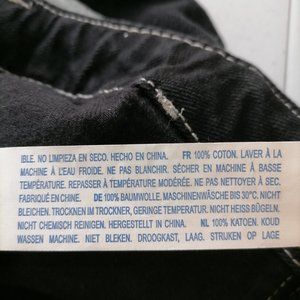 IBLE. NO LIMPIEZA EN SECO. HECHO EN CHINA. FR 100% COTON. LAVER À LA
MACHINE À L'EAU FROIDE. NE PAS BLANCHIR. SÉCHER EN MACHINE À BASSE
TEMPÉRATURE. REPASSER À TEMPÉRATURE MODÉRÉE. NE PAS NETTOYER À SEC.
FABRIQUÉ EN CHINE. DE 100% BAUMWOLLE. MASCHINENWÄSCHE BIS 30°C. NICHT
BLEICHEN. TROCKNEN IM TROCKNER, GERINGE TEMPERATUR. NICHT HEISS BÜGELN.
NICHT CHEMISCH REINIGEN. HERGESTELLT IN CHINA. NL 100% KATOEN. KOUD
WASSEN MACHINE. NIET BLEKEN. DROOGKAST, LAAG. STRIJKEN OP LAGE